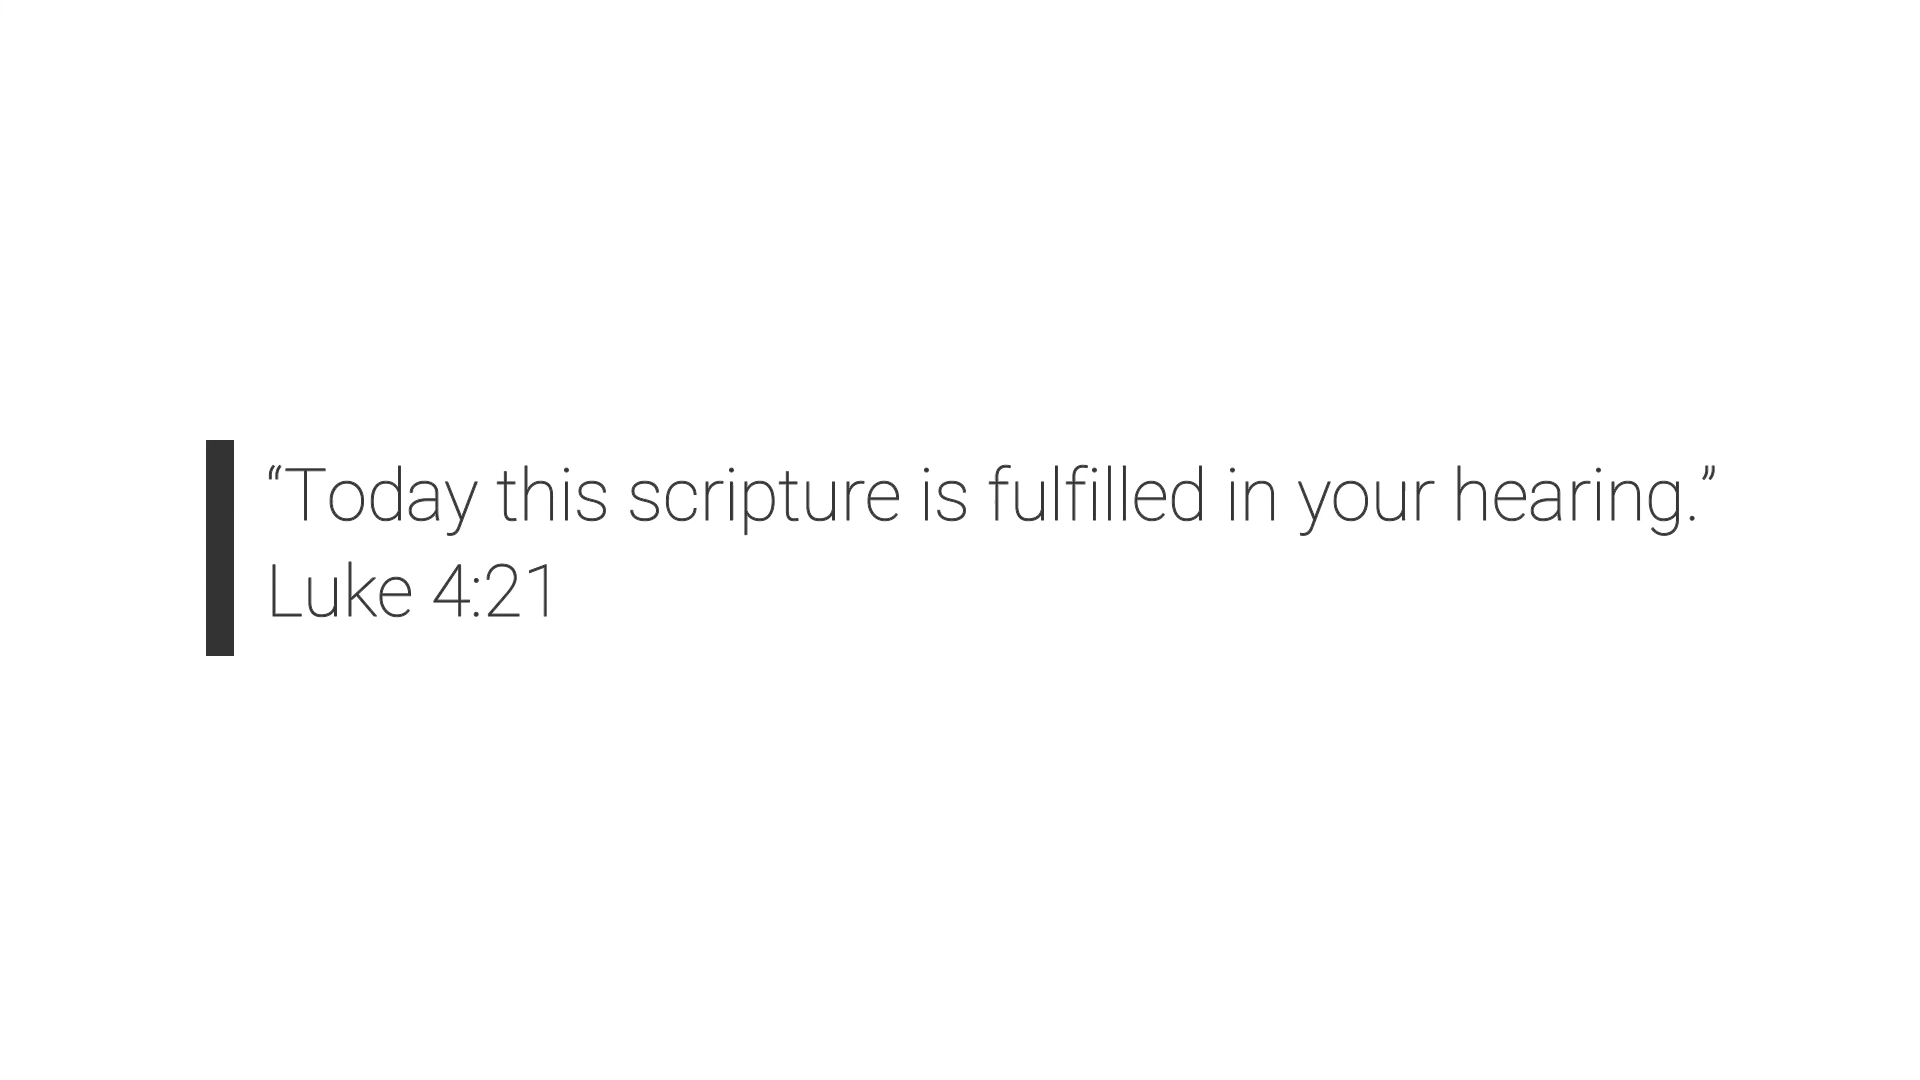 “Today this scripture is fulfilled in your hearing.”
Luke 4:21